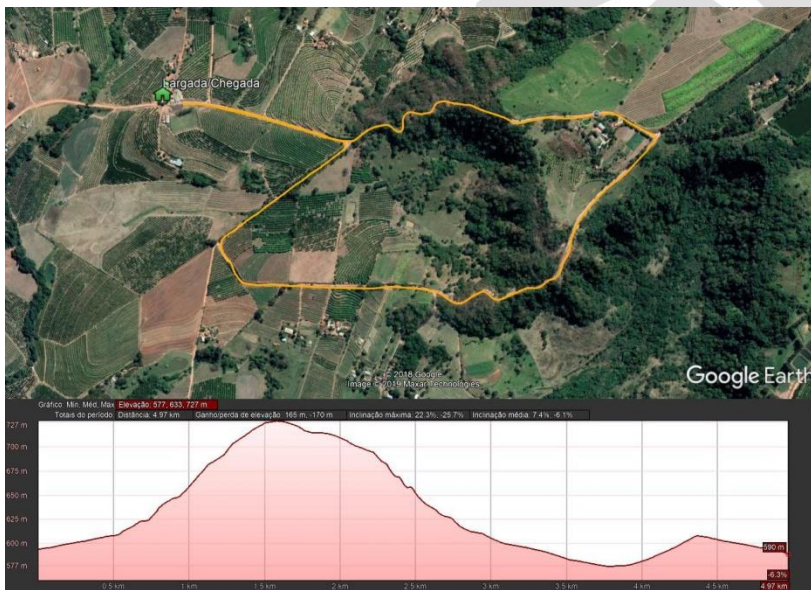 Largada Chegada
© 2018 Google
Image © 2019 Maxar Technologies
Google Earth
Gráfico: Mín, Méd, Máx Elevação: 577, 633, 727 m
Totais do período: Distância: 4.97 km Ganho/perda de elevação: 165 m, -170 m Inclinação máxima: 22.3%, -25.7% Inclinação média: 7.4%, -6.1%
727 m
700 m
675 m
650 m
625 m
600 m
577 m
590 m
-6.3%
0.5 km 1 km 1.5 km 2 km 2.5 km 3 km 3.5 km 4 km 4.5 km 4.97 km